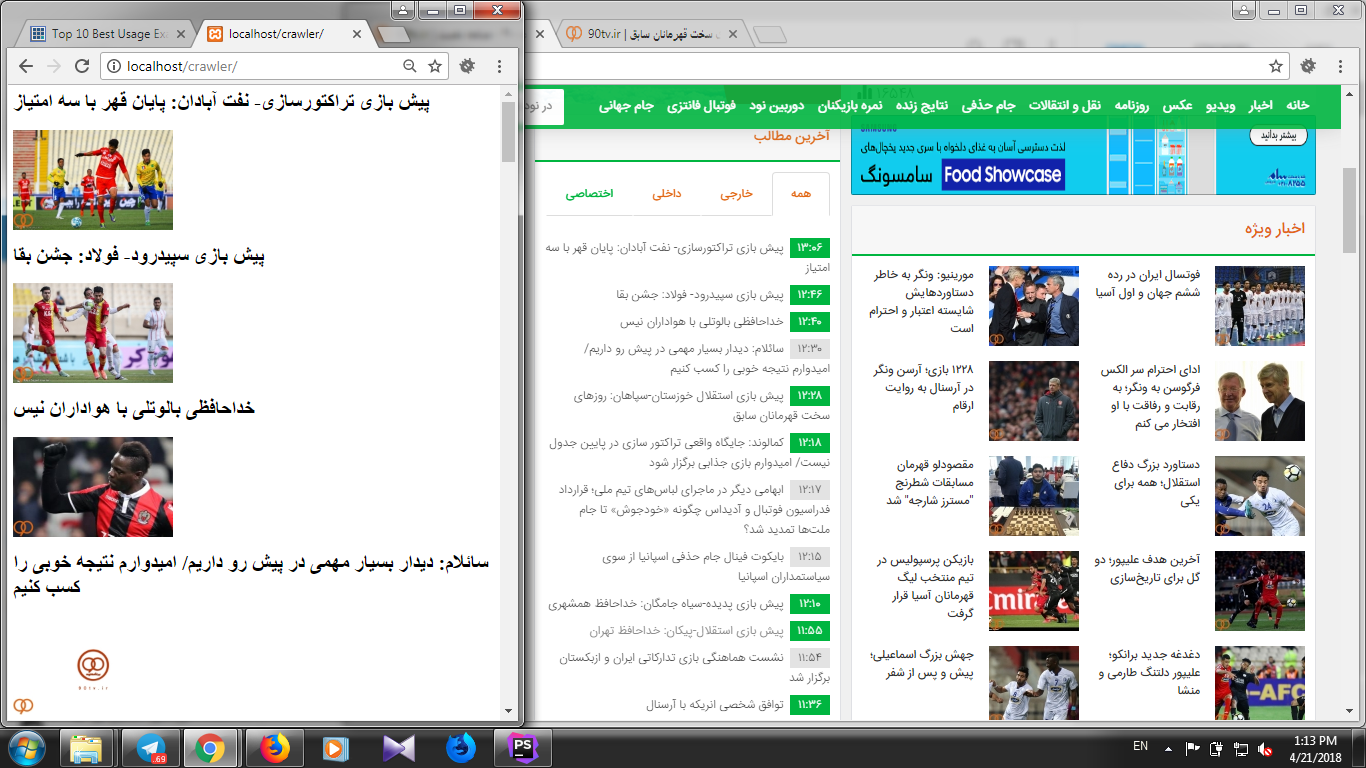 Top 10 Best Usage Ex
localhost/crawler/
localhost/crawler/
پیش بازی تراکتورسازی- نفت آبادان: پایان قهر با سه امتیاز
پیش بازی سپیدرود- فولاد: جشن بقا
خداحافظی بالوتلی با هواداران نیس
سائلام: دیدار بسیار مهمی در پیش رو داریم/ امیدوارم نتیجه خوبی را
کسب کنیم
90tv.ir
90tv.ir | سخت قهرمانان سابق
خانه
اخبار
ویدیو
عکس
روزنامه
نقل و انتقالات
جام حذفی
نتایج زنده
نمره بازیکنان
دوربین نود
فوتبال فانتزی
جام جهانی
در نود
۱۶۵۴۸
آخرین مطالب
همه
خارجی
داخلی
اختصاصی
۱۳:۰۶ پیش بازی تراکتورسازی- نفت آبادان: پایان قهر با سه
امتیاز
۱۲:۴۶ پیش بازی سپیدرود- فولاد: جشن بقا
۱۲:۴۰ خداحافظی بالوتلی با هواداران نیس
۱۲:۳۰ سائلام: دیدار بسیار مهمی در پیش رو داریم/
امیدوارم نتیجه خوبی را کسب کنیم
۱۲:۲۸ پیش بازی استقلال خوزستان-سپاهان: روزهای
سخت قهرمانان سابق
۱۲:۱۸ کمالوند: جایگاه واقعی تراکتور سازی در پایین جدول
نیست/ امیدوارم بازی جذابی برگزار شود
۱۲:۱۷ ابهامی دیگر در ماجرای لباس‌های تیم ملی؛ قرارداد
فدراسیون فوتبال و آدیداس چگونه «خودجوش» تا جام
ملت‌ها تمدید شد؟
۱۲:۱۵ بایکوت فینال جام حذفی اسپانیا از سوی
سیاستمداران اسپانیا
۱۲:۱۰ پیش بازی پدیده-سیاه جامگان: خداحافظ همشهری
۱۱:۵۵ پیش بازی استقلال-پیکان: خداحافظ تهران
۱۱:۵۴ نشست هماهنگی بازی تدارکاتی ایران و ازبکستان
برگزار شد
۱۱:۳۶ توافق شخصی انریکه با آرسنال
بیشتر بدانید
لذت دسترسی آسان به غذای دلخواه با سری جدید یخچال‌های
Food Showcase سامسونگ
۸۲۵۵
اخبار ویژه
فوتسال ایران در رده
ششم جهان و اول آسیا
مورینیو: ونگر به خاطر
دستاوردهایش
شایسته اعتبار و احترام
است
ادای احترام سر الکس
فرگوسن به ونگر؛ به
رقابت و رفاقت با او
افتخار می کنم
۱۲۲۸ بازی؛ آرسن ونگر
در آرسنال به روایت
ارقام
دستاورد بزرگ دفاع
استقلال؛ همه برای
یکی
مقصودلو قهرمان
مسابقات شطرنج
"مسترز شارجه" شد
آخرین هدف علیپور؛ دو
گل برای تاریخ‌سازی
بازیکن پرسپولیس در
تیم منتخب لیگ
قهرمانان آسیا قرار
گرفت
دغدغه جدید برانکو؛
علیپور دلتنگ طارمی و
منشا
جهش بزرگ اسماعیلی؛
پیش و پس از شفر
.69
PS
EN
1:13 PM
4/21/2018